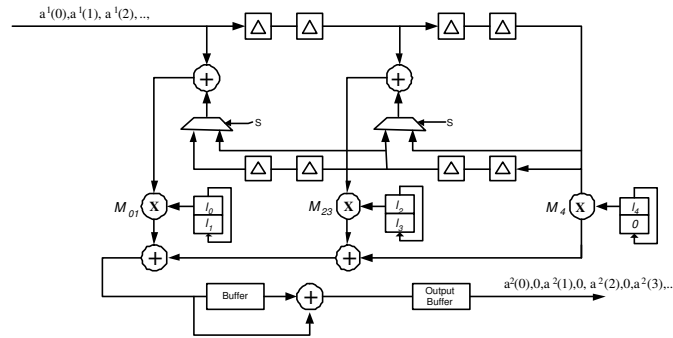 a¹(0),a¹(1), a¹(2), ..,
Δ Δ Δ Δ
+ +
S S
Δ Δ Δ Δ
M₀₁ X l₀ l₁
M₂₃ X l₂ l₃
M₄ X l₄ 0
+ +
Buffer + Output Buffer
a²(0),0,a²(1),0, a²(2),0,a²(3),..